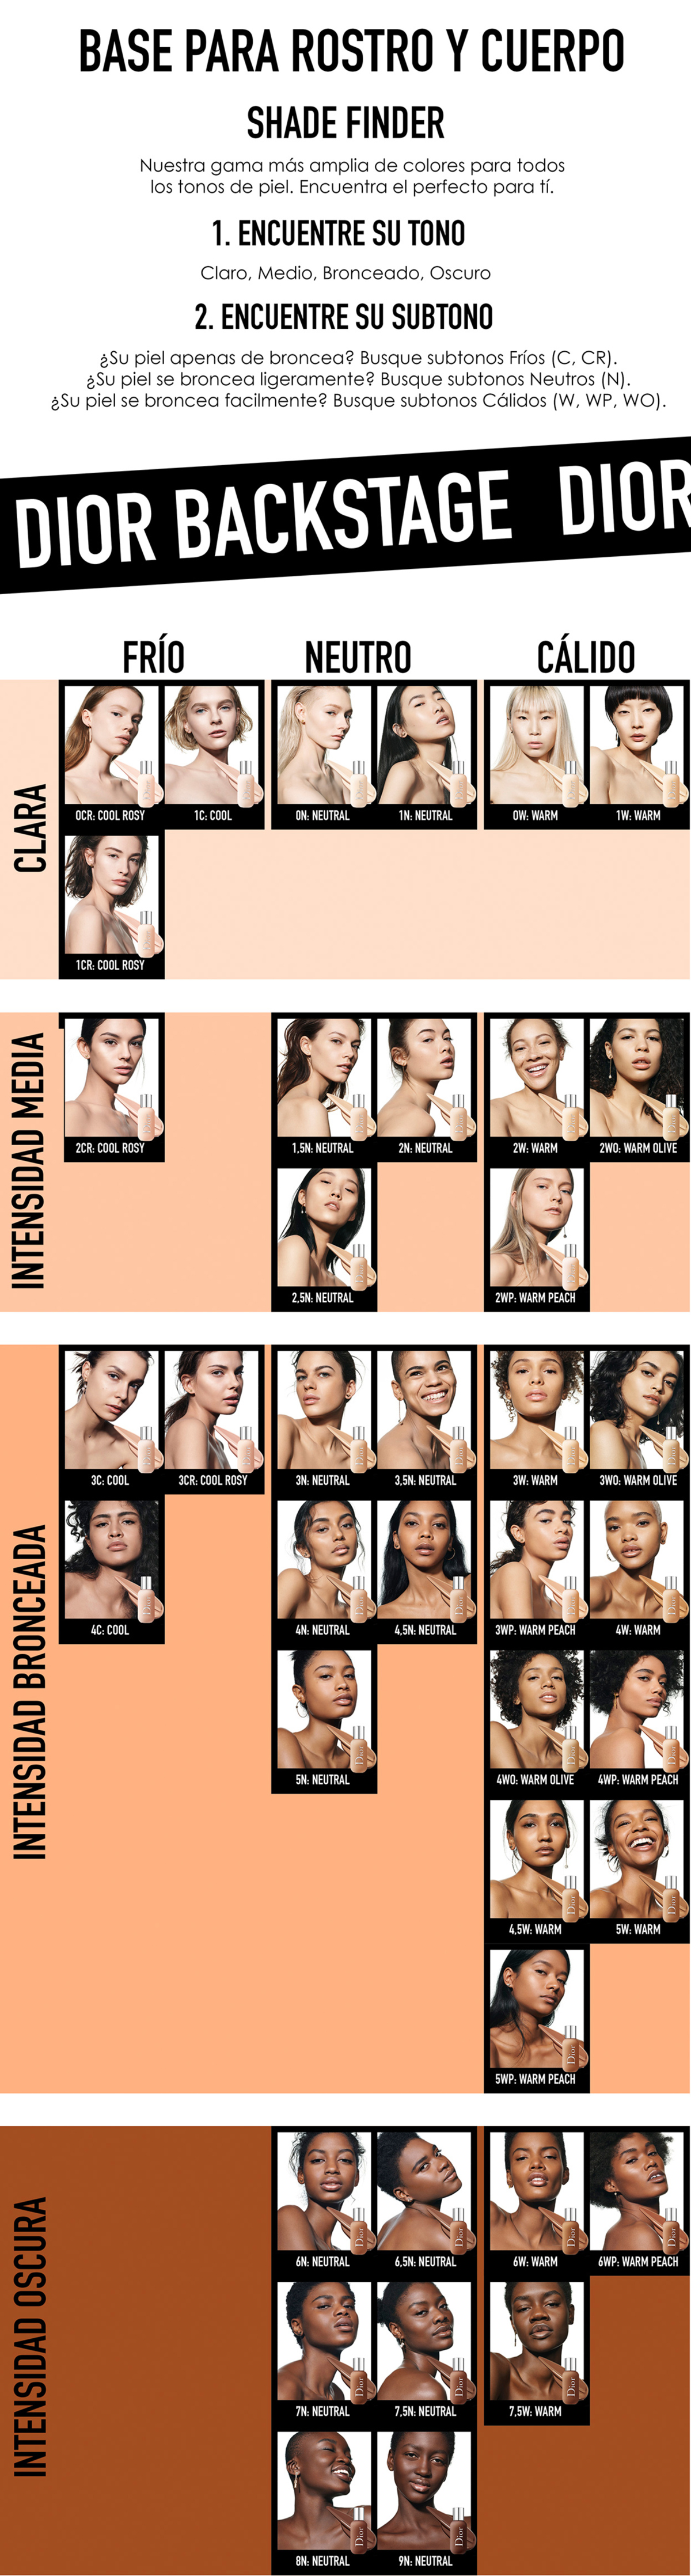 BASE PARA ROSTRO Y CUERPO
SHADE FINDER
Nuestra gama más amplia de colores para todos
los tonos de piel. Encuentra el perfecto para tí.
1. ENCUENTRE SU TONO
Claro, Medio, Bronceado, Oscuro
2. ENCUENTRE SU SUBTONO
¿Su piel apenas de broncea? Busque subtonos Fríos (C, CR).
¿Su piel se broncea ligeramente? Busque subtonos Neutros (N).
¿Su piel se broncea facilmente? Busque subtonos Cálidos (W, WP, WO).
DIOR BACKSTAGE DIOR
FRÍO NEUTRO CÁLIDO
CLARA
0CR: COOL ROSY 1C: COOL 0N: NEUTRAL 1N: NEUTRAL 0W: WARM 1W: WARM
1CR: COOL ROSY
INTENSIDAD MEDIA
2CR: COOL ROSY 1,5N: NEUTRAL 2N: NEUTRAL 2W: WARM 2WO: WARM OLIVE
2,5N: NEUTRAL 2WP: WARM PEACH
INTENSIDAD BRONCEADA
3C: COOL 3CR: COOL ROSY 3N: NEUTRAL 3,5N: NEUTRAL 3W: WARM 3WO: WARM OLIVE
4C: COOL 4N: NEUTRAL 4,5N: NEUTRAL 3WP: WARM PEACH 4W: WARM
5N: NEUTRAL 4WO: WARM OLIVE 4WP: WARM PEACH
4,5W: WARM 5W: WARM
5WP: WARM PEACH
INTENSIDAD OSCURA
6N: NEUTRAL 6,5N: NEUTRAL 6W: WARM 6WP: WARM PEACH
7N: NEUTRAL 7,5N: NEUTRAL 7,5W: WARM
8N: NEUTRAL 9N: NEUTRAL